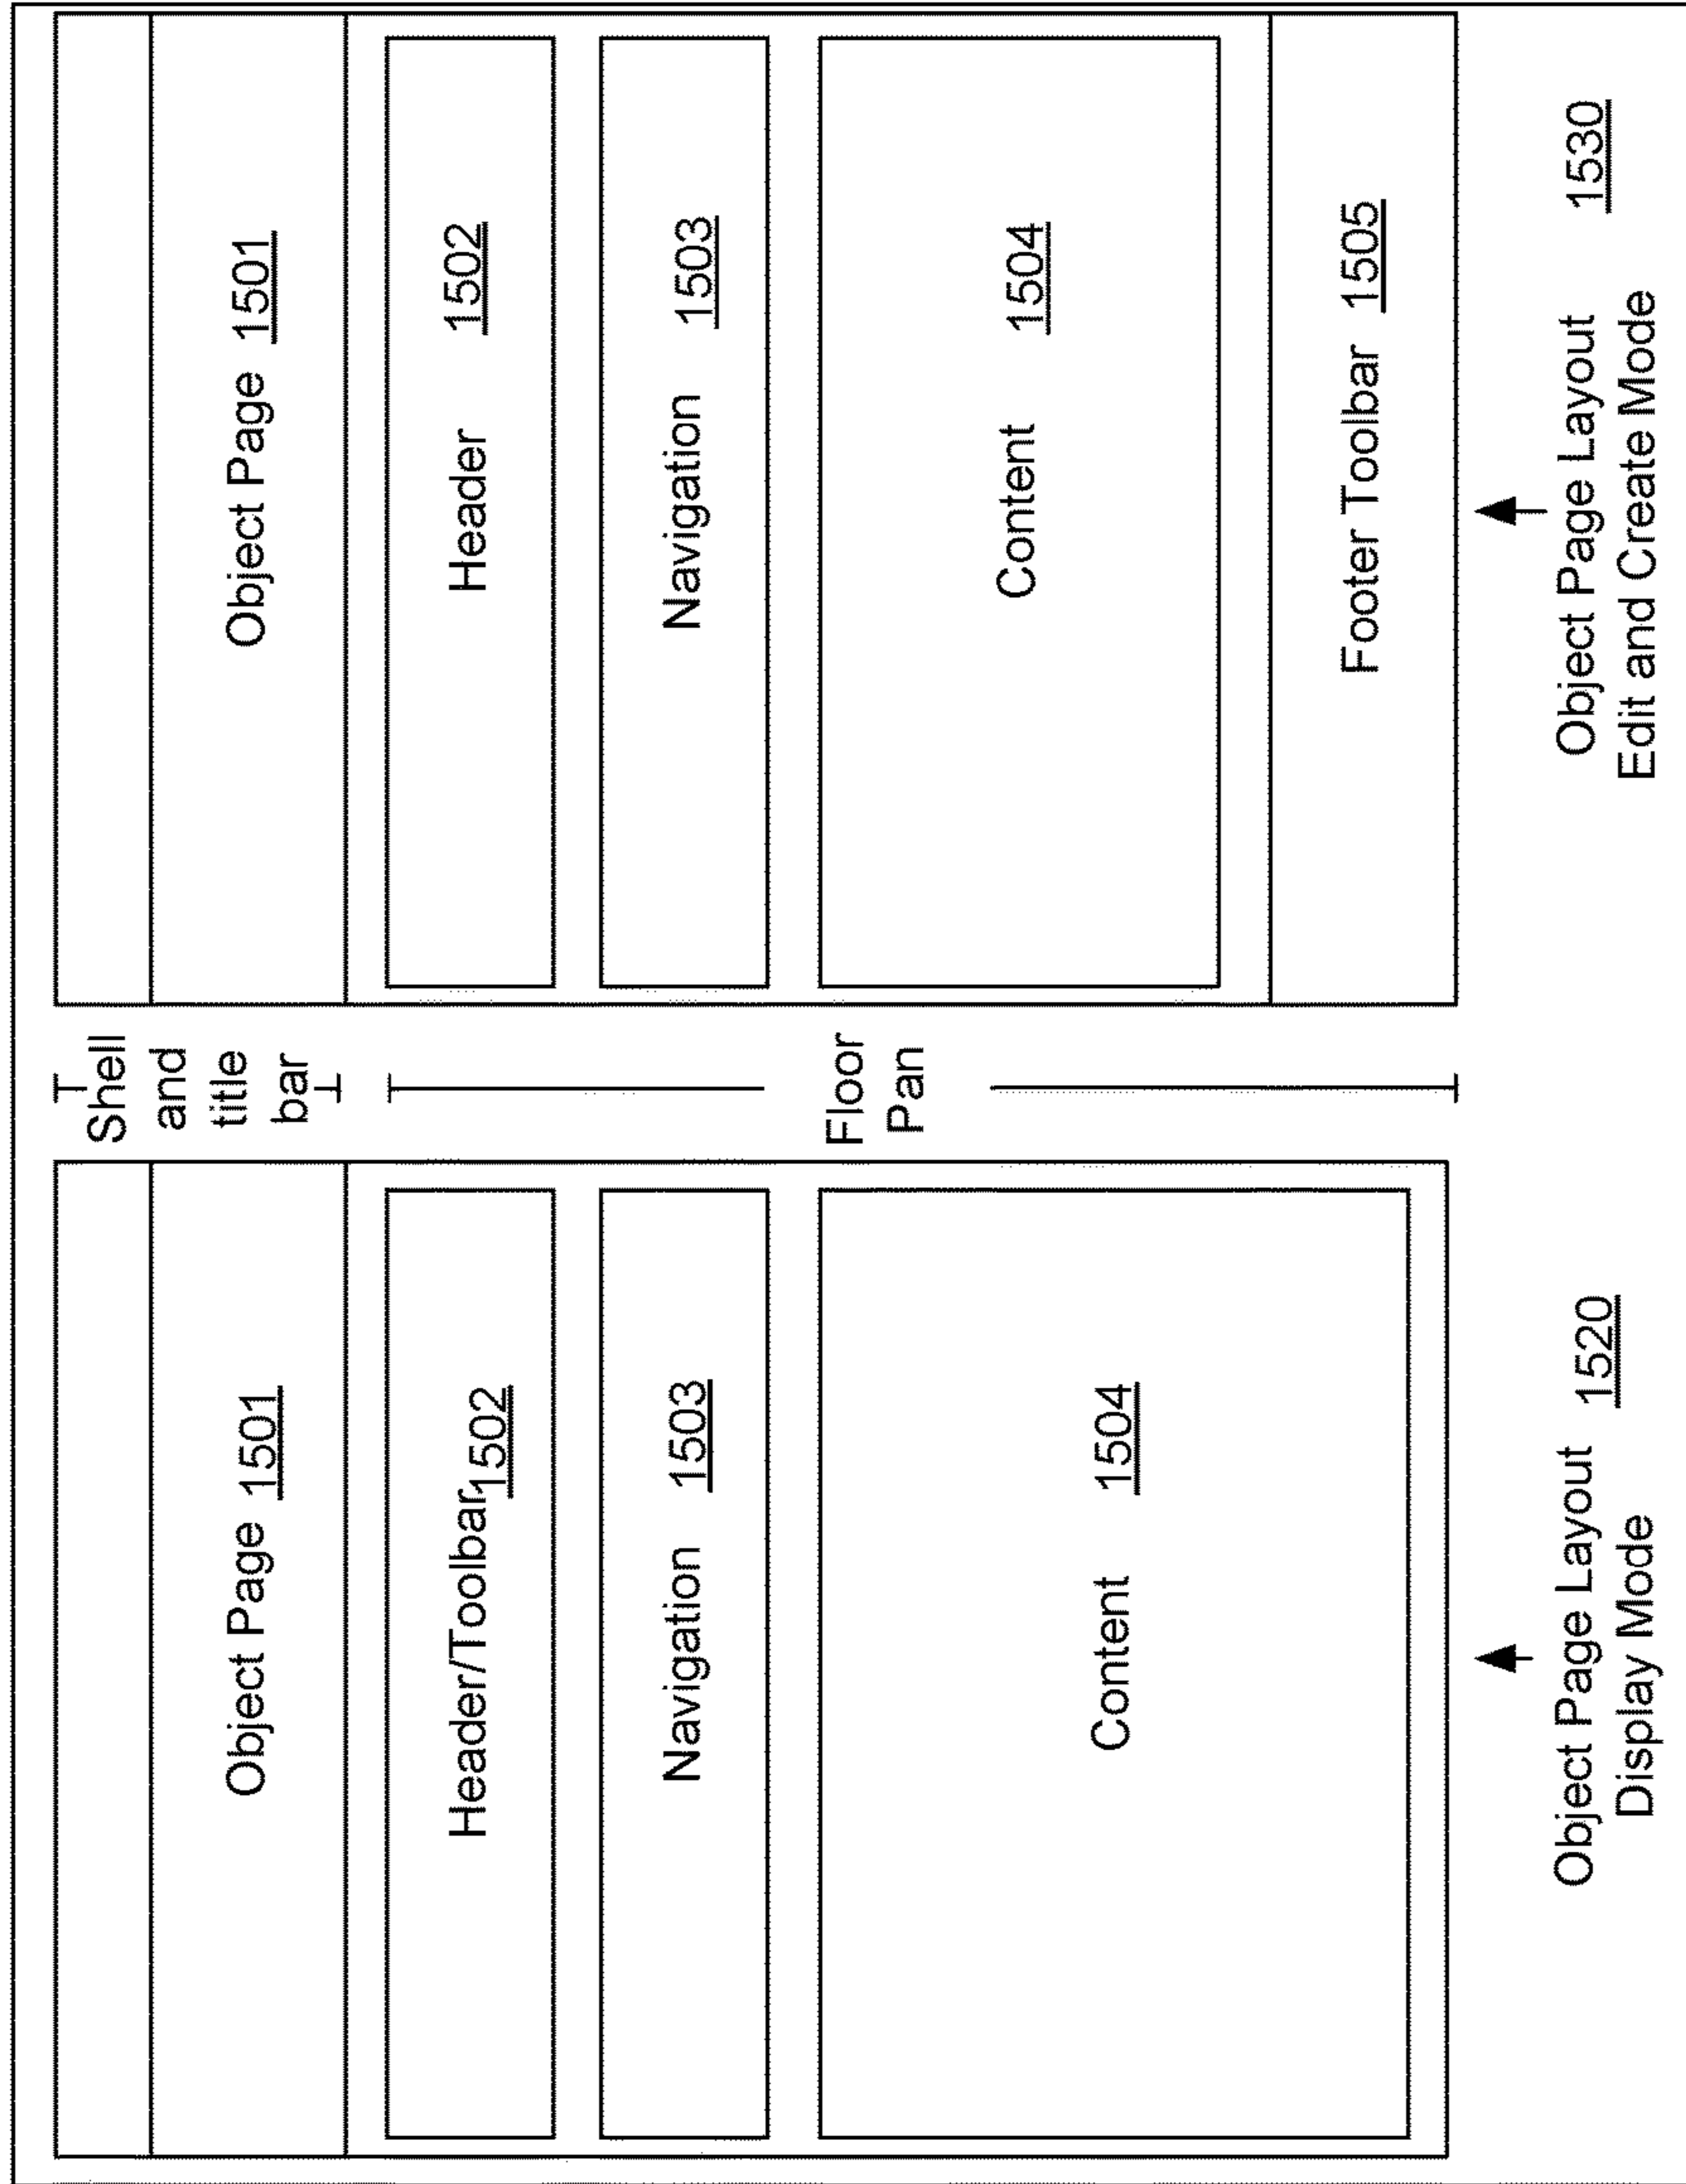 Object Page 1501
Header/Toolbar 1502
Navigation 1503
Content 1504
Object Page Layout 1520
Display Mode
Shell
and
title
bar
Floor
Pan
Object Page 1501
Header 1502
Navigation 1503
Content 1504
Footer Toolbar 1505
Object Page Layout 1530
Edit and Create Mode